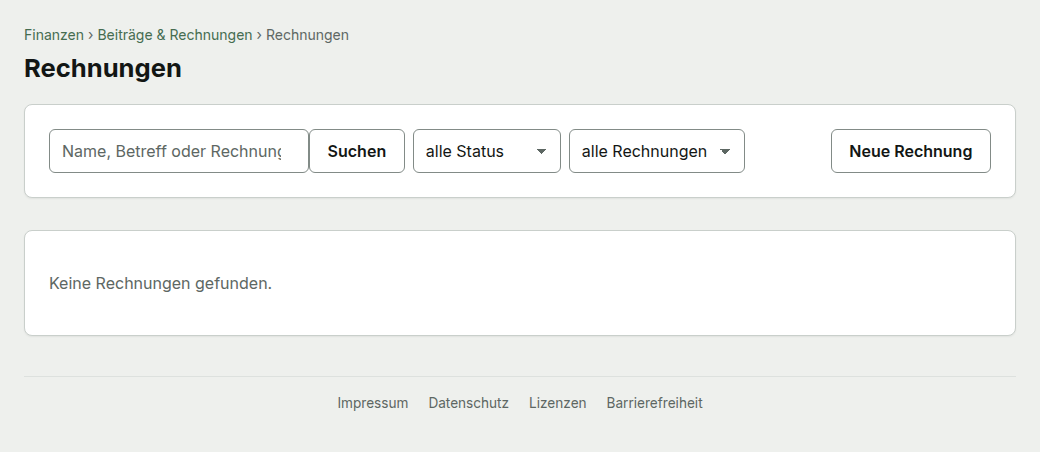 Finanzen › Beiträge & Rechnungen › Rechnungen
Rechnungen
Name, Betreff oder Rechnung Suchen alle Status alle Rechnungen Neue Rechnung
Keine Rechnungen gefunden.
Impressum Datenschutz Lizenzen Barrierefreiheit